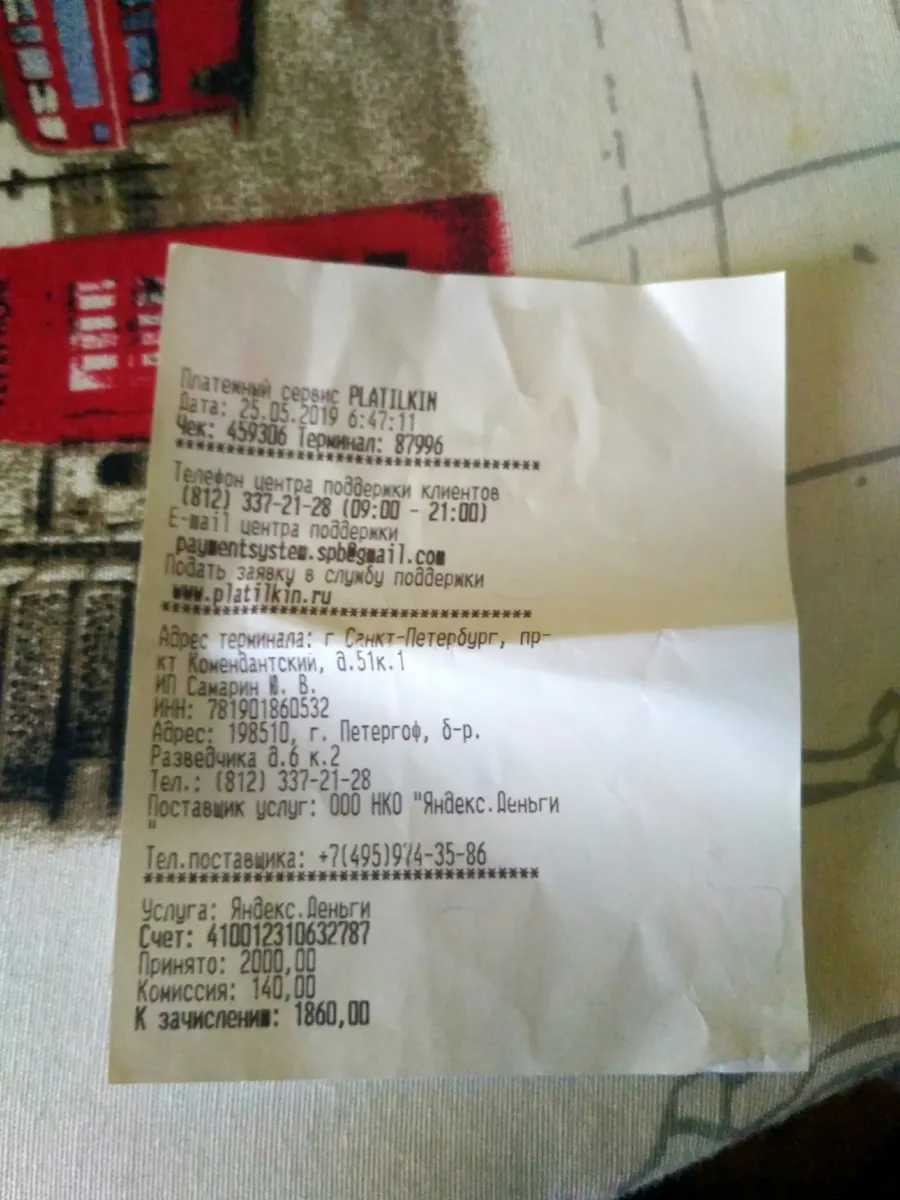 Платежный сервис PLATILKIN
Дата: 25.05.2019 6:47:11
Чек: 459306 Терминал: 87996
************************************
Телефон центра поддержки клиентов
(812) 337-21-28 (09:00 - 21:00)
E-mail центра поддержки
paymentsystem.spb@gmail.com
Подать заявку в службу поддержки
www.platilkin.ru
************************************
Адрес терминала: г Санкт-Петербург, пр-
кт Комендантский, д.51к.1
ИП Самарин Ю. В.
ИНН: 781901860532
Адрес: 198510, г. Петергоф, б-р.
Разведчика д.6 к.2
Тел.: (812) 337-21-28
Поставщик услуг: ООО НКО "Яндекс.Деньги
"
Тел.поставщика: +7(495)974-35-86
************************************
Услуга: Яндекс.Деньги
Счет: 410012310632787
Принято: 2000,00
Комиссия: 140,00
К зачислению: 1860,00